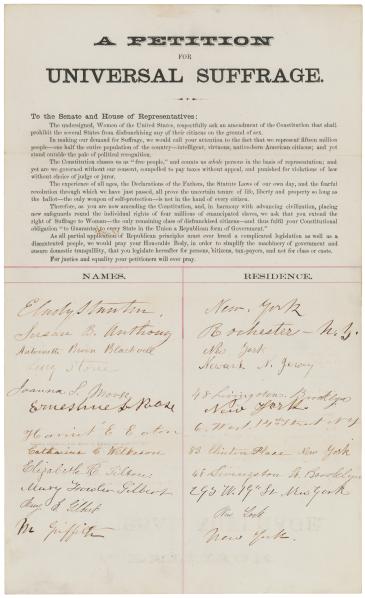 A PETITION
FOR
UNIVERSAL SUFFRAGE.
To the Senate and House of Representatives:
The undersigned, Women of the United States, respectfully ask an amendment of the Constitution that shall
prohibit the several States from disfranchising any of their citizens on the ground of sex.
In making our demand for Suffrage, we would call your attention to the fact that we represent fifteen million
people—one half the entire population of the country—intelligent, virtuous, native-born American citizens; and yet
stand outside the pale of political recognition.
The Constitution classes us as "free people," and counts us whole persons in the basis of representation; and
yet are we governed without our consent, compelled to pay taxes without appeal, and punished for violations of law
without choice of judge or juror.
The experience of all ages, the Declarations of the Fathers, the Statute Laws of our own day, and the fearful
revolution through which we have just passed, all prove the uncertain tenure of life, liberty and property so long as
the ballot—the only weapon of self-protection—is not in the hand of every citizen.
Therefore, as you are now amending the Constitution, and, in harmony with advancing civilization, placing
new safeguards round the individual rights of four millions of emancipated slaves, we ask that you extend the
right of Suffrage to Woman—the only remaining class of disfranchised citizens—and thus fulfil your Constitutional
obligation "to Guarantee to every State in the Union a Republican form of Government."
As all partial application of Republican principles must ever breed a complicated legislation as well as a
discontented people, we would pray your Honorable Body, in order to simplify the machinery of government and
assure domestic tranquillity, that you legislate hereafter for persons, citizens, tax-payers, and not for class or caste.
For justice and equality your petitioners will ever pray.
NAMES. RESIDENCE.
E Cady Stanton. New York
Susan B. Anthony Rochester - N.Y.
Antoinette Brown Blackwell New York
Lucy Stone Newark N. Jersey
Joanna S. Morse 48 Livingston. Brooklyn
Ernestine L Rose New York
Harriet E. Eaton 6. West 14th Street N.Y
Catharine C Wilkeson 83 Clinton Place New York
Elizabeth R. Tilton 48 Livingston St. Brooklyn
Mary Fowler Gilbert 293 W. 19th St New York
Gilbert New York
M Griffith New York.